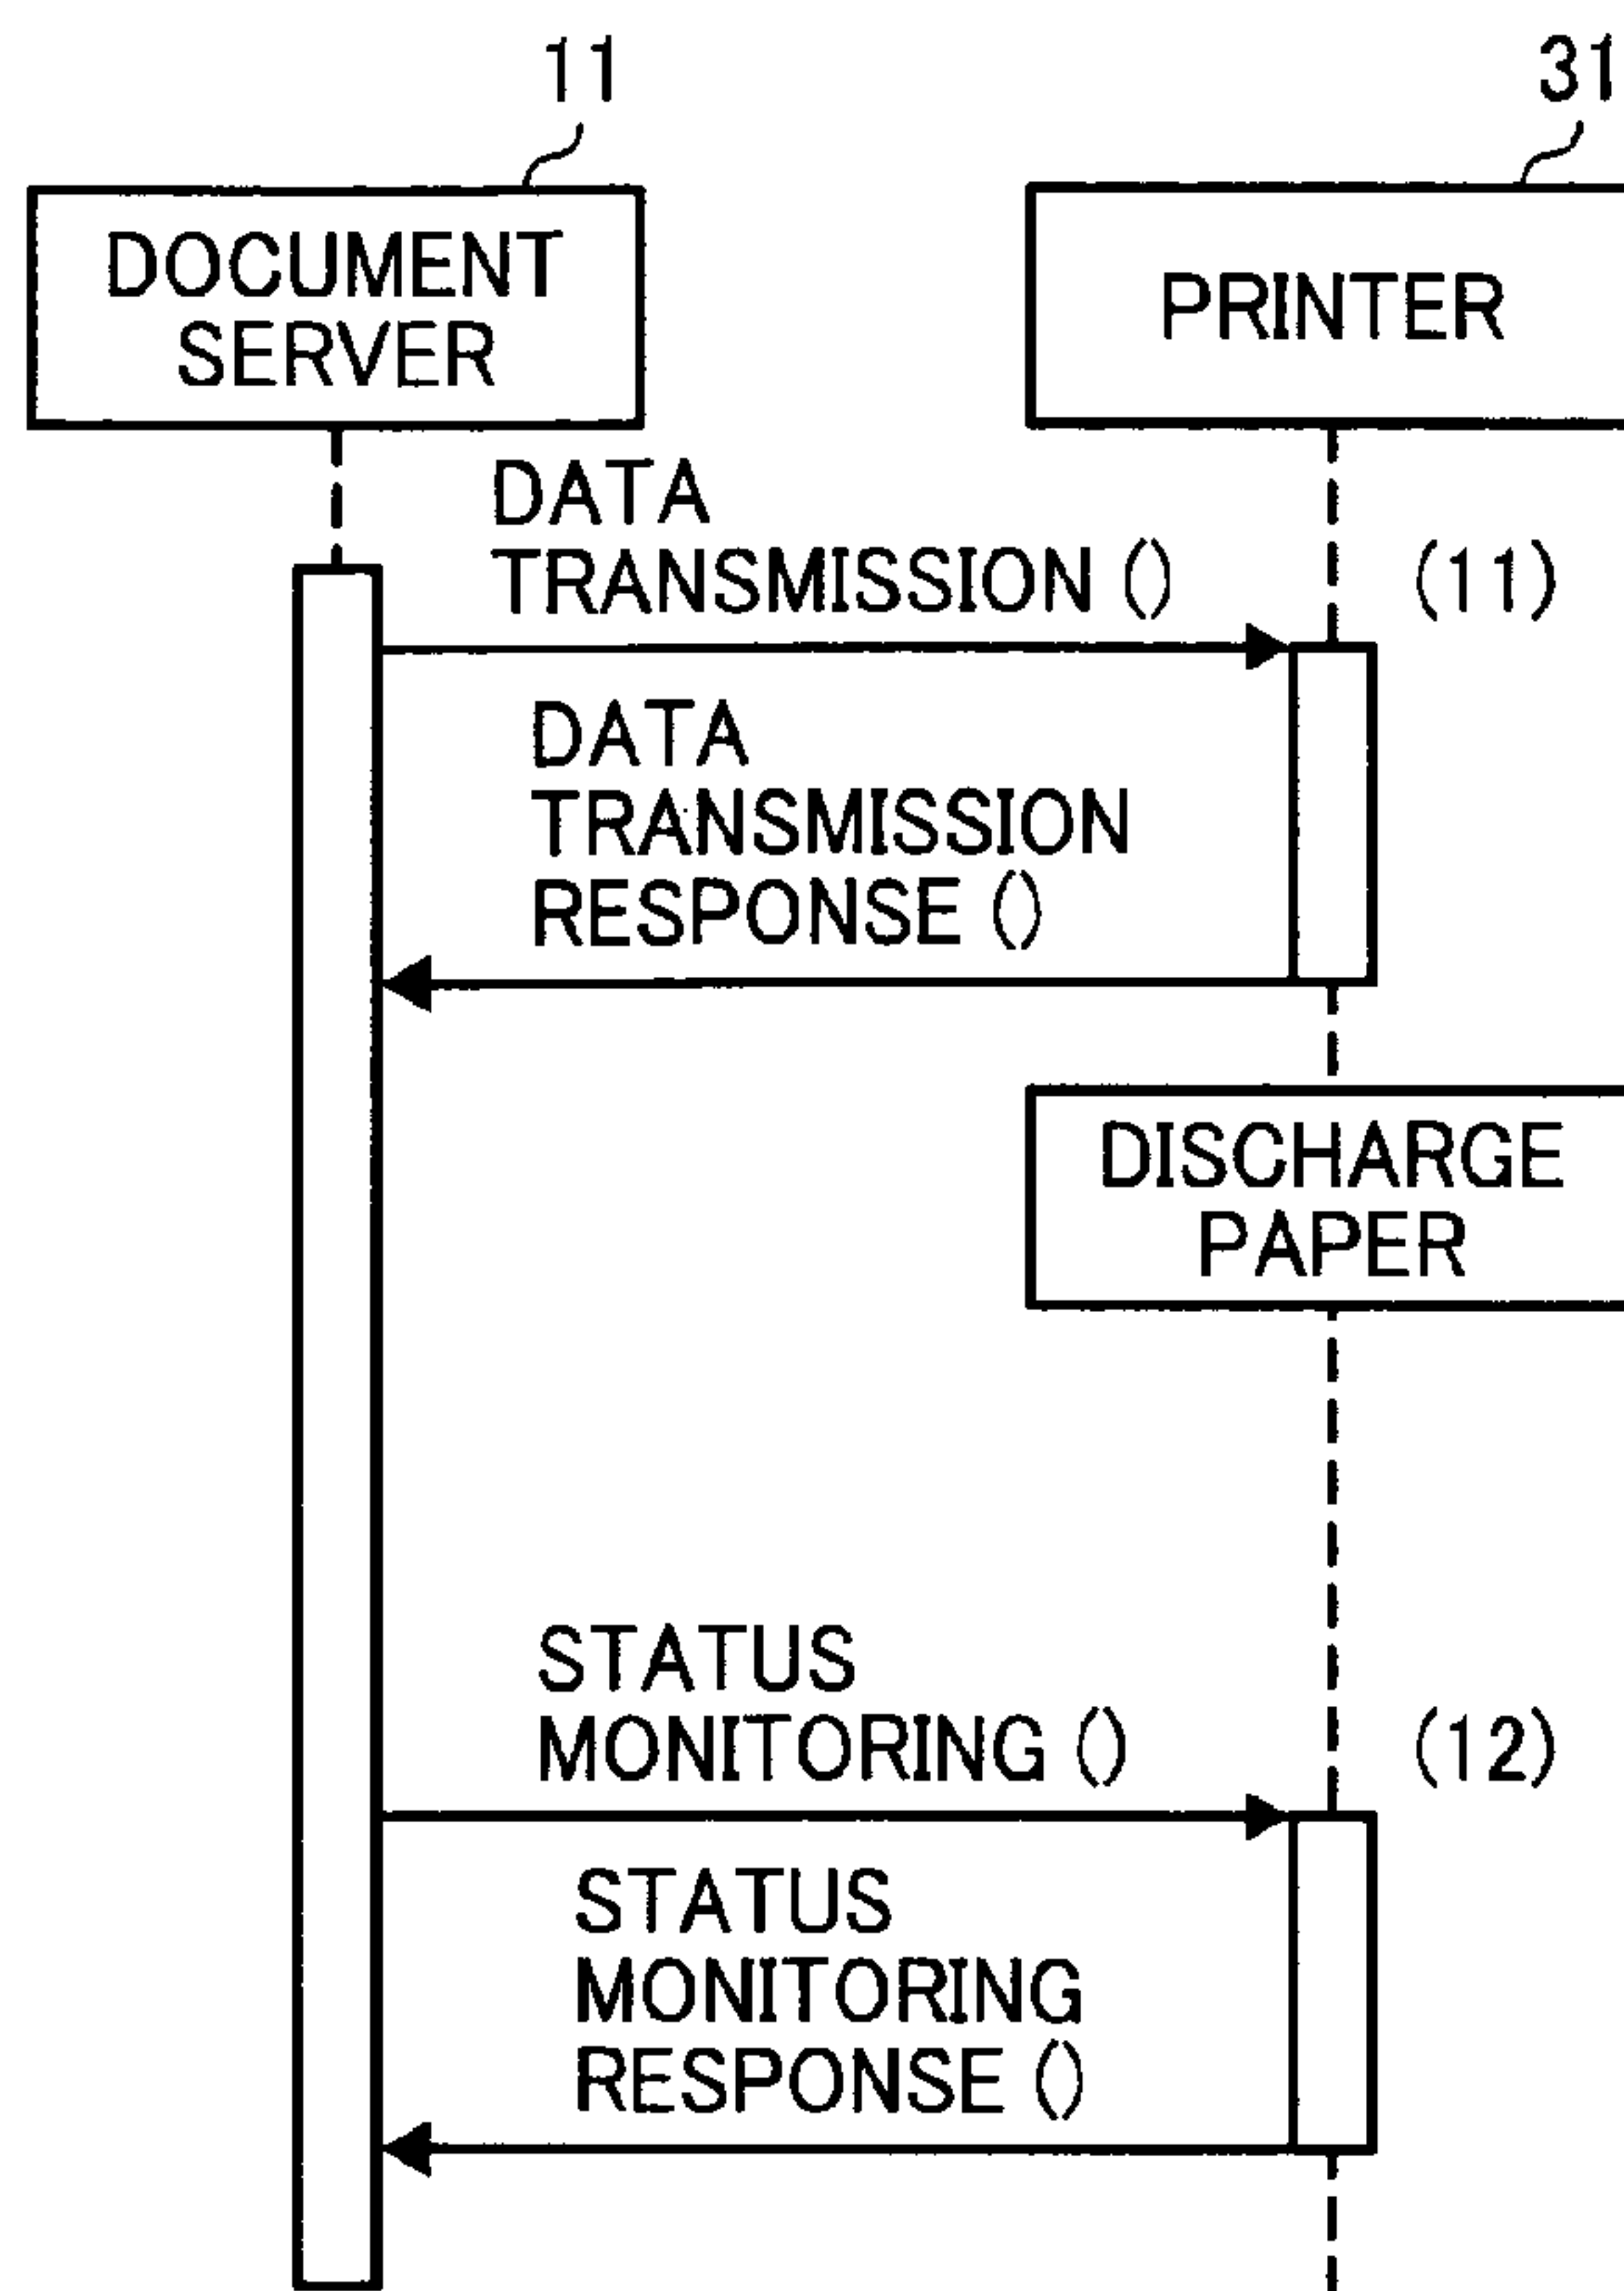 11
31
DOCUMENT
SERVER
PRINTER
DATA
TRANSMISSION ()
(11)
DATA
TRANSMISSION
RESPONSE ()
DISCHARGE
PAPER
STATUS
MONITORING ()
(12)
STATUS
MONITORING
RESPONSE ()